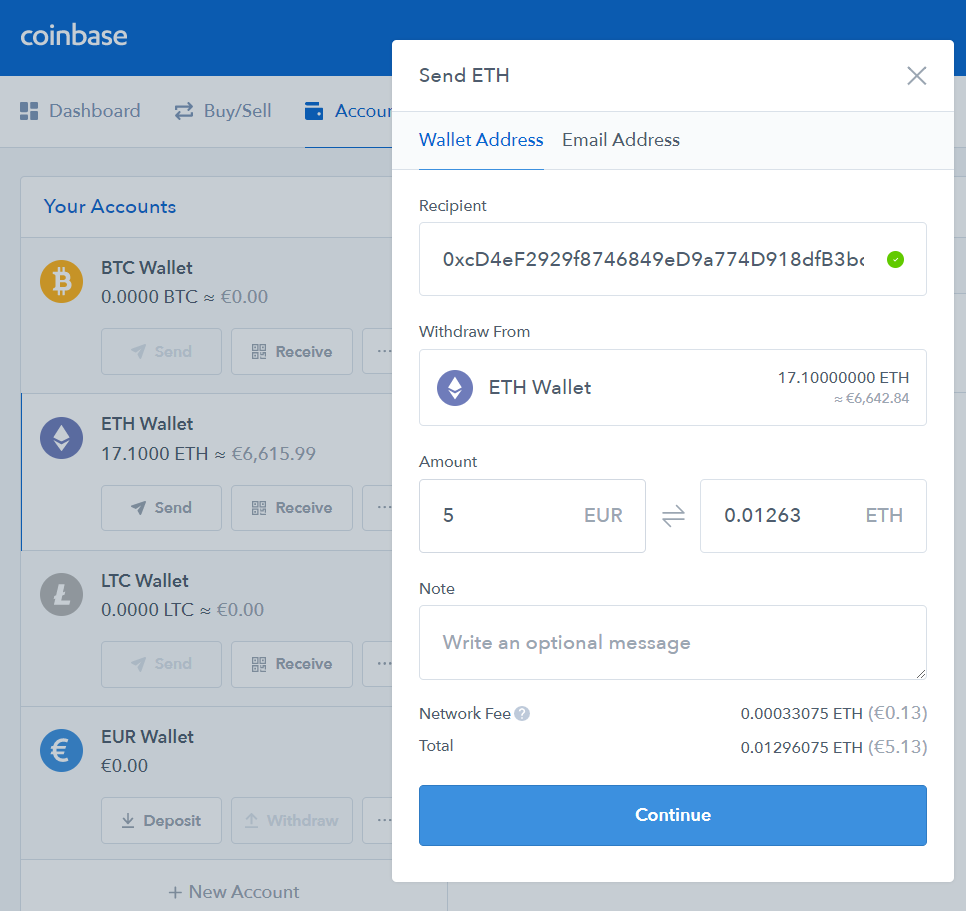 coinbase
Dashboard
Buy/Sell
Accour
Your Accounts
BTC Wallet
0.0000 BTC ≈ €0.00
Send
Receive
ETH Wallet
17.1000 ETH ≈ €6,615.99
Send
Receive
LTC Wallet
0.0000 LTC ≈ €0.00
Send
Receive
EUR Wallet
€0.00
Deposit
Withdraw
+ New Account
Send ETH
Wallet Address
Email Address
Recipient
0xcD4eF2929f8746849eD9a774D918dfB3bc
Withdraw From
ETH Wallet
17.10000000 ETH
≈ €6,642.84
Amount
5 EUR
0.01263 ETH
Note
Write an optional message
Network Fee ?
0.00033075 ETH (€0.13)
Total
0.01296075 ETH (€5.13)
Continue